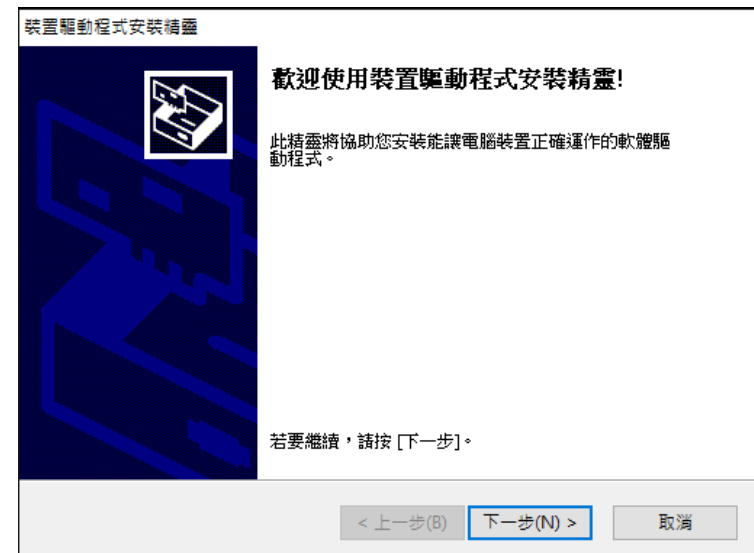 裝置驅動程式安裝精靈
歡迎使用裝置驅動程式安裝精靈!
此精靈將協助您安裝能讓電腦裝置正確運作的軟體驅
動程式。
若要繼續，請按 [下一步]。
< 上一步(B)
下一步(N) >
取消